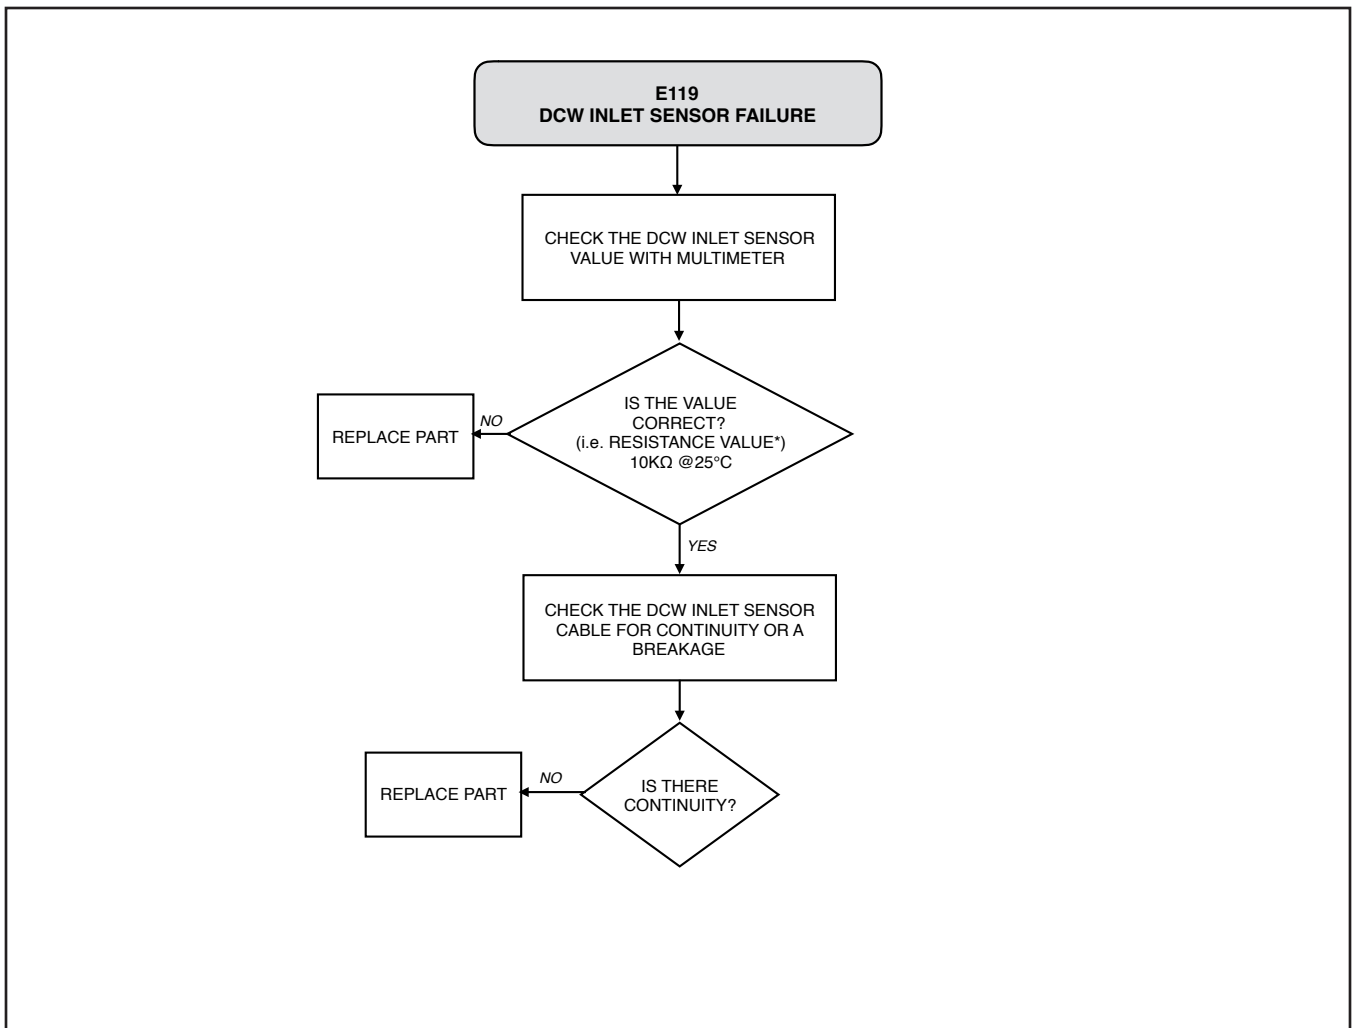 E119
DCW INLET SENSOR FAILURE
CHECK THE DCW INLET SENSOR
VALUE WITH MULTIMETER
IS THE VALUE
CORRECT?
(i.e. RESISTANCE VALUE*)
10KΩ @25°C
NO
REPLACE PART
YES
CHECK THE DCW INLET SENSOR
CABLE FOR CONTINUITY OR A
BREAKAGE
IS THERE
CONTINUITY?
NO
REPLACE PART